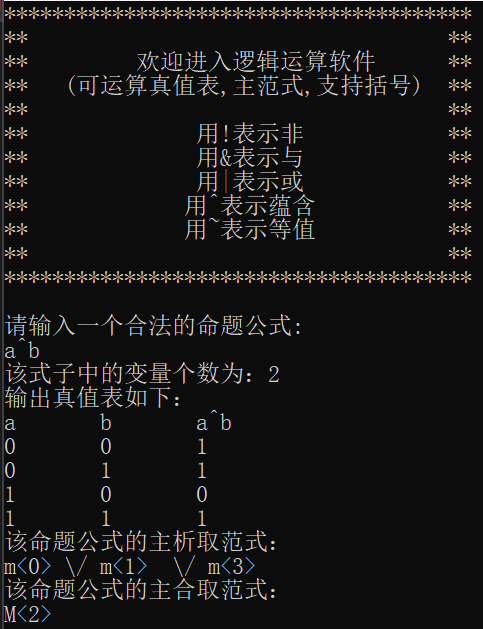 ***************************************
** **
** 欢迎进入逻辑运算软件 **
** (可运算真值表,主范式,支持括号) **
** **
** 用!表示非 **
** 用&表示与 **
** 用|表示或 **
** 用^表示蕴含 **
** 用~表示等值 **
** **
***************************************
请输入一个合法的命题公式:
a^b
该式子中的变量个数为: 2
输出真值表如下:
a b a^b
0 0 1
0 1 1
1 0 0
1 1 1
该命题公式的主析取范式:
m<0> \/ m<1> \/ m<3>
该命题公式的主合取范式:
M<2>